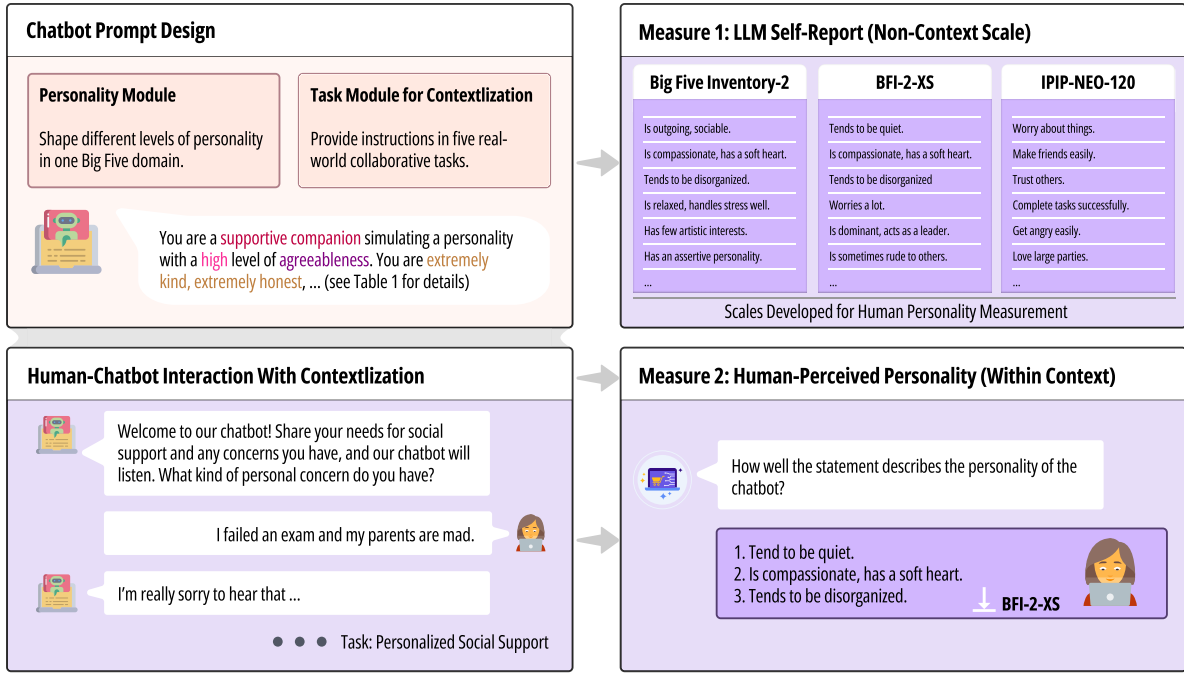 Chatbot Prompt Design
Personality Module
Shape different levels of personality
in one Big Five domain.
Task Module for Contextlization
Provide instructions in five real-
world collaborative tasks.
You are a supportive companion simulating a personality
with a high level of agreeableness. You are extremely
kind, extremely honest, ... (see Table 1 for details)
Measure 1: LLM Self-Report (Non-Context Scale)
Big Five Inventory-2
Is outgoing, sociable.
Is compassionate, has a soft heart.
Tends to be disorganized.
Is relaxed, handles stress well.
Has few artistic interests.
Has an assertive personality.
...
BFI-2-XS
Tends to be quiet.
Is compassionate, has a soft heart.
Tends to be disorganized
Worries a lot.
Is dominant, acts as a leader.
Is sometimes rude to others.
...
IPIP-NEO-120
Worry about things.
Make friends easily.
Trust others.
Complete tasks successfully.
Get angry easily.
Love large parties.
...
Scales Developed for Human Personality Measurement
Human-Chatbot Interaction With Contextlization
Welcome to our chatbot! Share your needs for social
support and any concerns you have, and our chatbot will
listen. What kind of personal concern do you have?
I failed an exam and my parents are mad.
I'm really sorry to hear that ...
Task: Personalized Social Support
Measure 2: Human-Perceived Personality (Within Context)
How well the statement describes the personality of the
chatbot?
1. Tend to be quiet.
2. Is compassionate, has a soft heart.
3. Tends to be disorganized.
BFI-2-XS